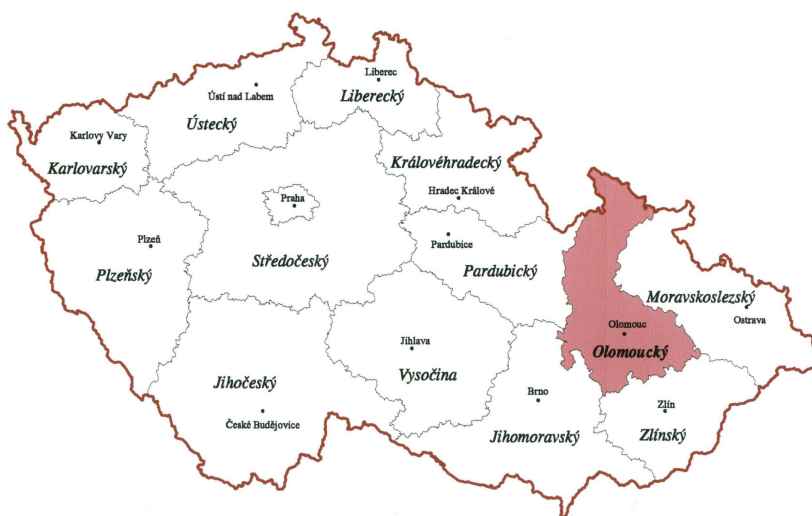 Liberec
Liberecký
Ústí nad Labem
Ústecký
Karlovy Vary
Karlovarský
Královéhradecký
Hradec Králové
Praha
Středočeský
Plzeň
Plzeňský
Pardubice
Pardubický
Moravskoslezský
Ostrava
Olomouc
Olomoucký
Jihlava
Vysočina
Jihočeský
České Budějovice
Brno
Jihomoravský
Zlín
Zlínský